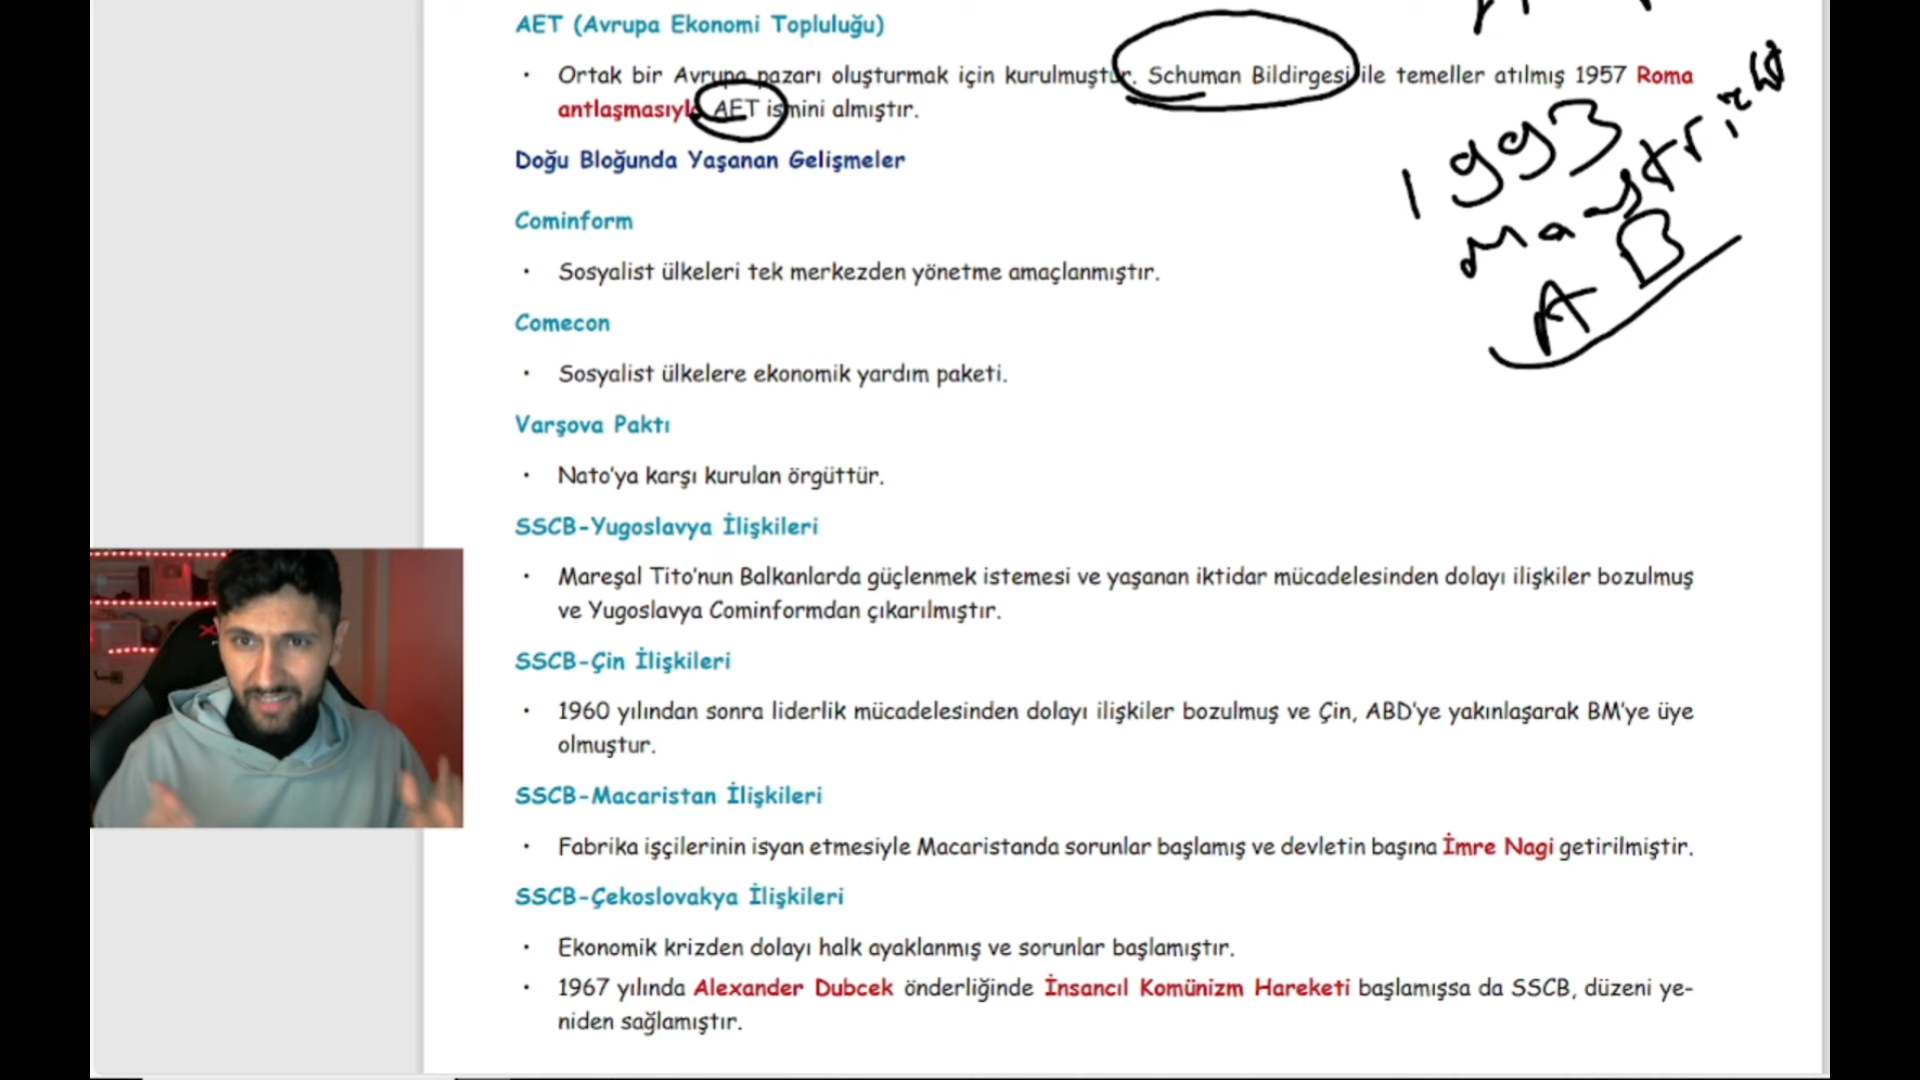 AET (Avrupa Ekonomi Topluluğu)
• Ortak bir Avrupa pazarı oluşturmak için kurulmuştur. Schuman Bildirgesi ile temeller atılmış 1957 Roma
antlaşmasıyla AET ismini almıştır.
1993
Mastricht
AB
Doğu Bloğunda Yaşanan Gelişmeler
Cominform
• Sosyalist ülkeleri tek merkezden yönetme amaçlanmıştır.
Comecon
• Sosyalist ülkelere ekonomik yardım paketi.
Varşova Paktı
• Nato'ya karşı kurulan örgüttür.
SSCB-Yugoslavya İlişkileri
• Mareşal Tito'nun Balkanlarda güçlenmek istemesi ve yaşanan iktidar mücadelesinden dolayı ilişkiler bozulmuş
ve Yugoslavya Cominformdan çıkarılmıştır.
SSCB-Çin İlişkileri
• 1960 yılından sonra liderlik mücadelesinden dolayı ilişkiler bozulmuş ve Çin, ABD'ye yakınlaşarak BM'ye üye
olmuştur.
SSCB-Macaristan İlişkileri
• Fabrika işçilerinin isyan etmesiyle Macaristanda sorunlar başlamış ve devletin başına İmre Nagi getirilmiştir.
SSCB-Çekoslovakya İlişkileri
• Ekonomik krizden dolayı halk ayaklanmış ve sorunlar başlamıştır.
• 1967 yılında Alexander Dubcek önderliğinde İnsancıl Komünizm Hareketi başlamışsa da SSCB, düzeni ye-
niden sağlamıştır.